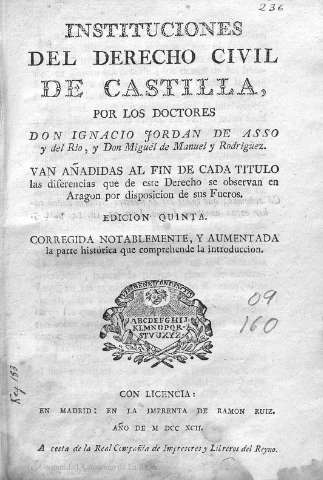 236
INSTITUCIONES
DEL DERECHO CIVIL
DE CASTILLA,
POR LOS DOCTORES
DON IGNACIO JORDAN DE ASSO
y del Rio, y Don Miguèl de Manuel y Rodriguez.
VAN AÑADIDAS AL FIN DE CADA TITULO
las diferencias que de este Derecho se observan en
Aragon por disposicion de sus Fueros.
EDICION QUINTA.
CORREGIDA NOTABLEMENTE, Y AUMENTADA
la parte histórica que comprehende la introduccion.
ABCDEFGHIJ
KLMNOPQR
STVUXYZ
09
160
CON LICENCIA:
EN MADRID: EN LA IMPRENTA DE RAMON RUIZ.
AÑO DE M DCC XCII.
A costa de la Real Compañia de Impresores y Libreros del Reyno.